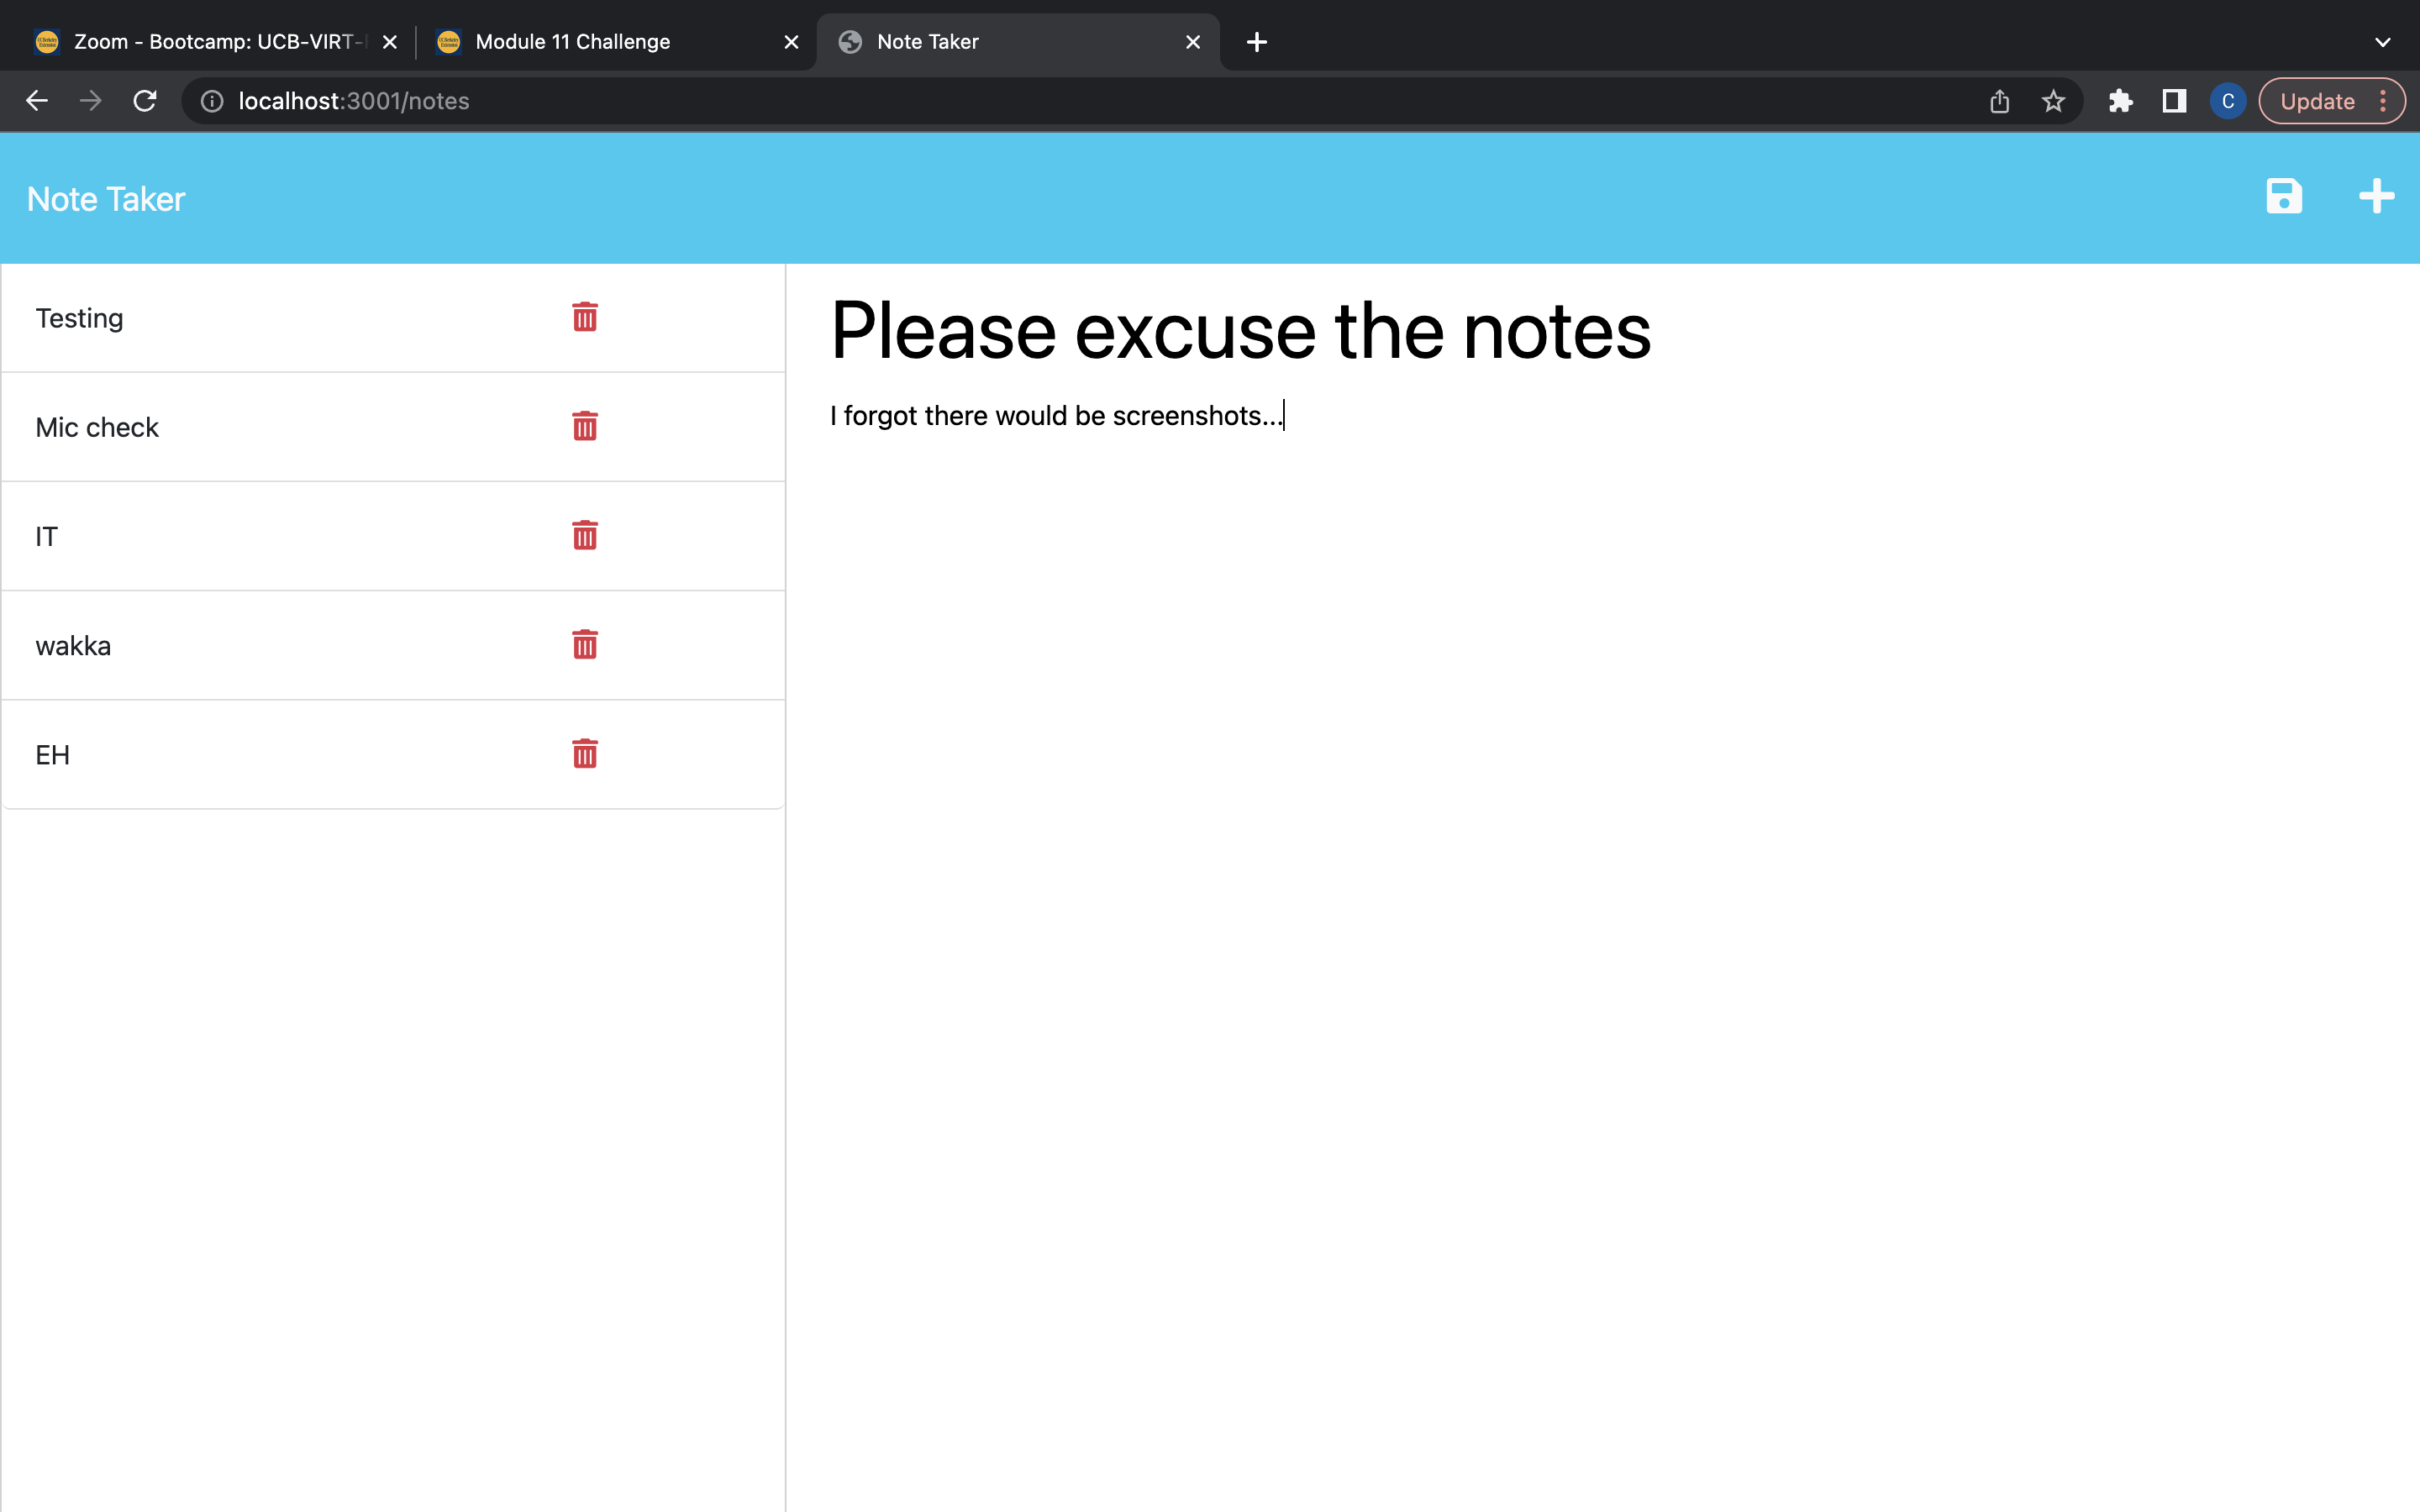 Zoom - Bootcamp: UCB-VIRT-
Module 11 Challenge
Note Taker
localhost:3001/notes
C
Update
Note Taker
Testing
Mic check
IT
wakka
EH
Please excuse the notes
I forgot there would be screenshots...